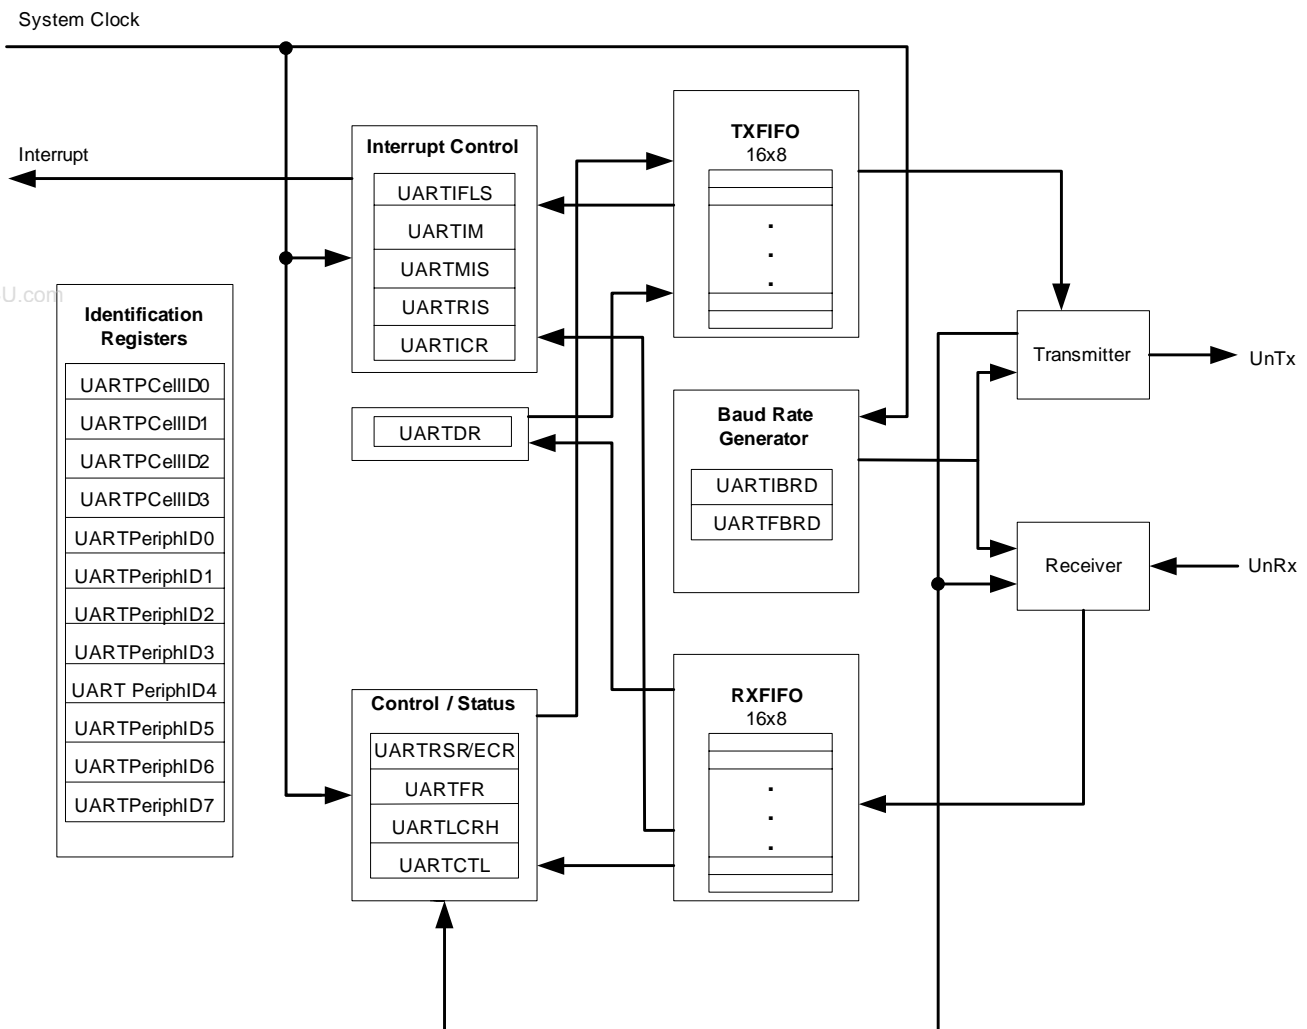 System Clock
Interrupt
Interrupt Control
UARTIFLS
UARTIM
UARTMIS
UARTRIS
UARTICR
TXFIFO
16x8
Transmitter
UnTx
U.com
Identification
Registers
UARTPCellID0
UARTPCellID1
UARTPCellID2
UARTPCellID3
UARTPeriphID0
UARTPeriphID1
UARTPeriphID2
UARTPeriphID3
UART PeriphID4
UARTPeriphID5
UARTPeriphID6
UARTPeriphID7
UARTDR
Baud Rate
Generator
UARTIBRD
UARTFBRD
Receiver
UnRx
Control / Status
UARTRSR/ECR
UARTFR
UARTLCRH
UARTCTL
RXFIFO
16x8